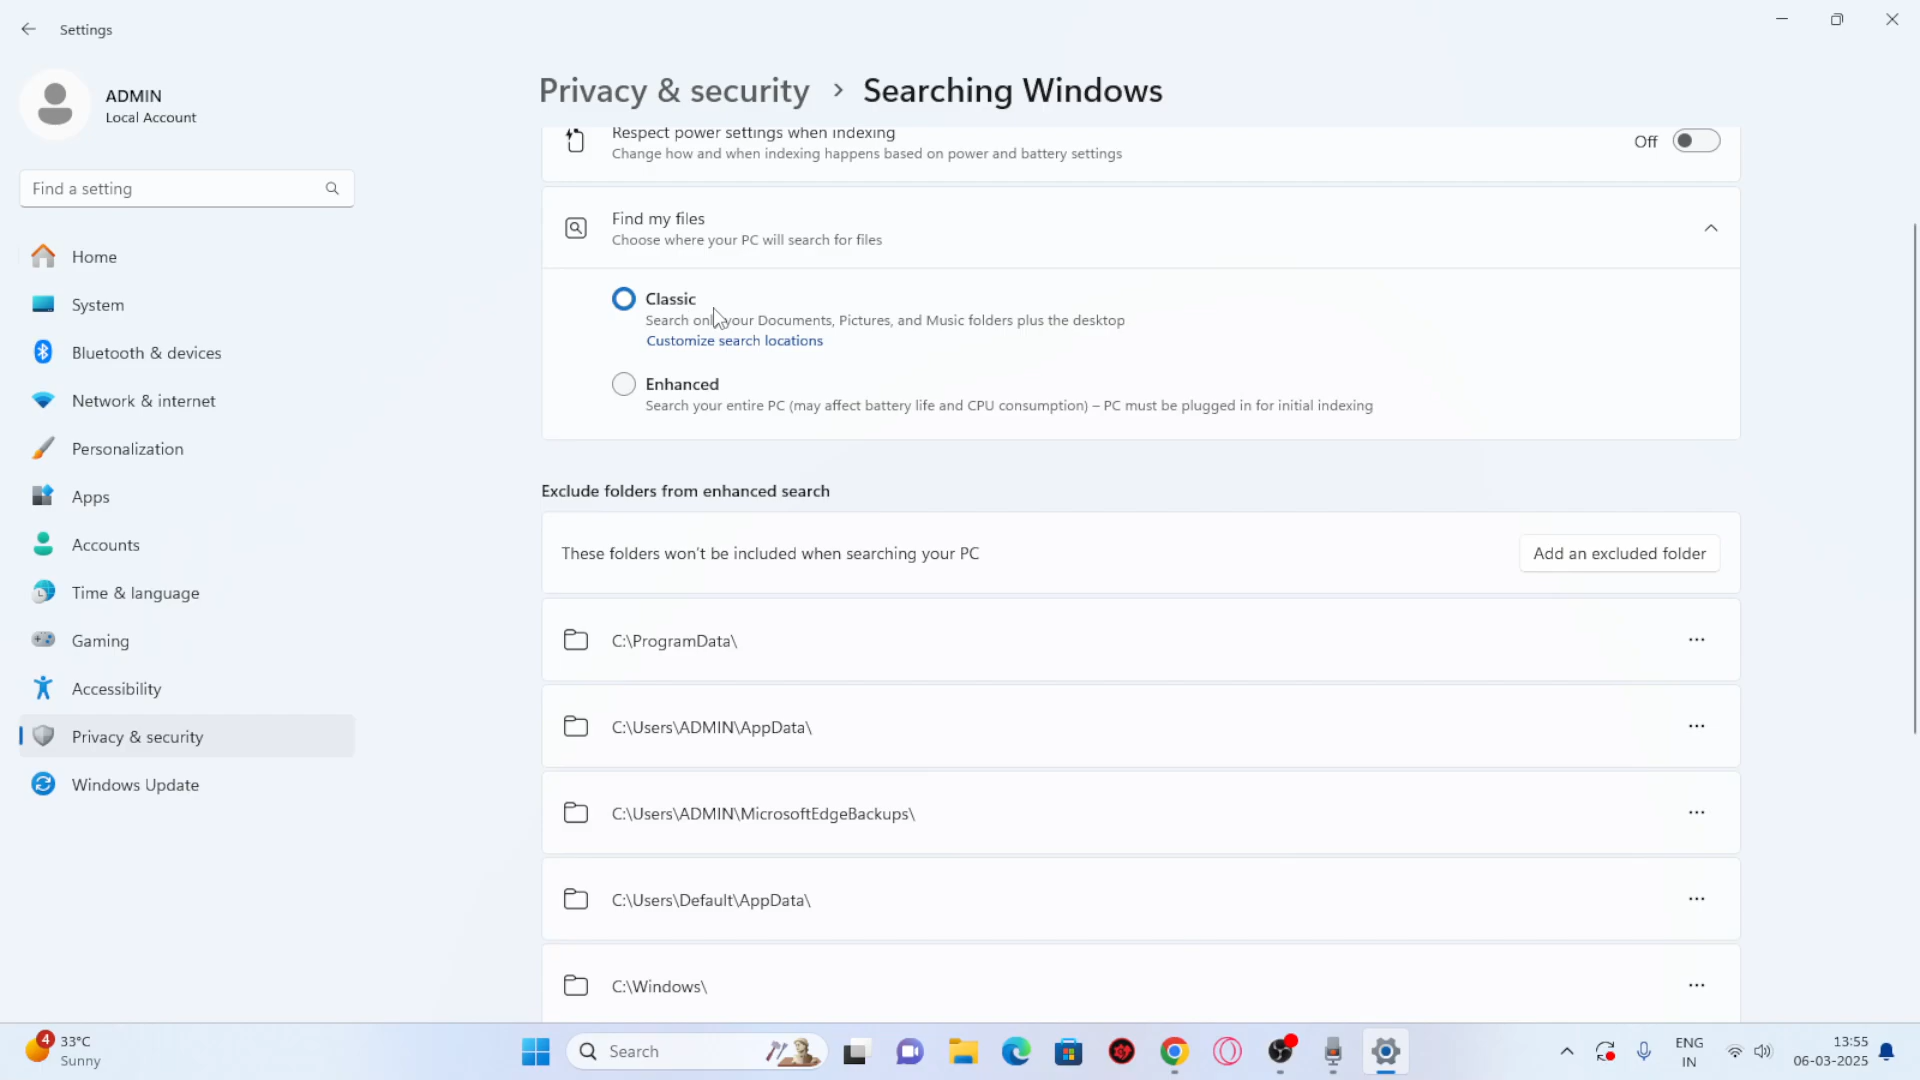 Settings
ADMIN
Local Account
Find a setting
Home
System
Bluetooth & devices
Network & internet
Personalization
Apps
Accounts
Time & language
Gaming
Accessibility
Privacy & security
Windows Update
Privacy & security > Searching Windows
Respect power settings when indexing
Change how and when indexing happens based on power and battery settings
Off
Find my files
Choose where your PC will search for files
Classic
Search only your Documents, Pictures, and Music folders plus the desktop
Customize search locations
Enhanced
Search your entire PC (may affect battery life and CPU consumption) – PC must be plugged in for initial indexing
Exclude folders from enhanced search
These folders won't be included when searching your PC
Add an excluded folder
C:\ProgramData\
C:\Users\ADMIN\AppData\
C:\Users\ADMIN\MicrosoftEdgeBackups\
C:\Users\Default\AppData\
C:\Windows\
4
33°C
Sunny
Search
ENG
IN
13:55
06-03-2025